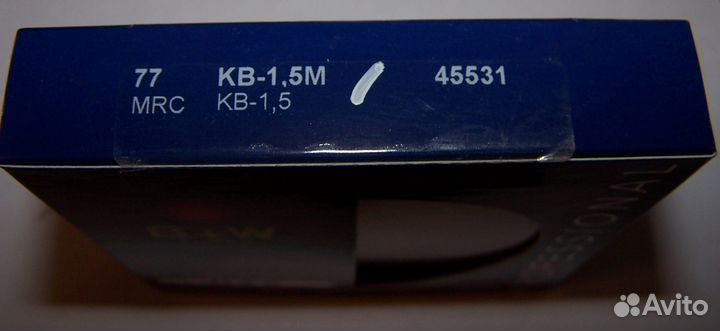 77 KB-1,5M 45531
MRC KB-1,5
B+W
ESSIONAL
Avito